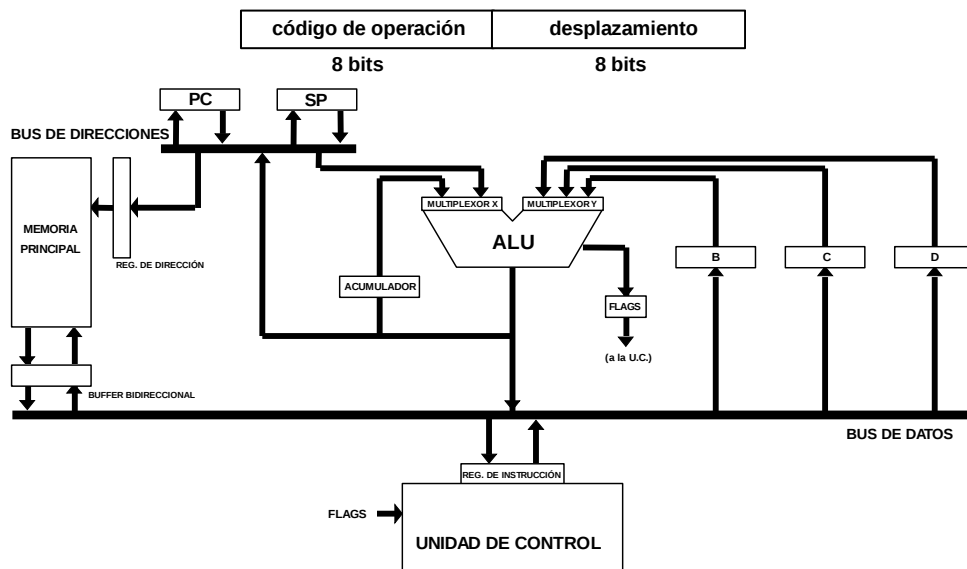 código de operación desplazamiento
8 bits 8 bits
PC SP
BUS DE DIRECCIONES
MULTIPLEXOR X MULTIPLEXOR Y
MEMORIA
PRINCIPAL
ALU
REG. DE DIRECCIÓN
B C D
ACUMULADOR
FLAGS
(a la U.C.)
BUFFER BIDIRECCIONAL
BUS DE DATOS
REG. DE INSTRUCCIÓN
FLAGS
UNIDAD DE CONTROL